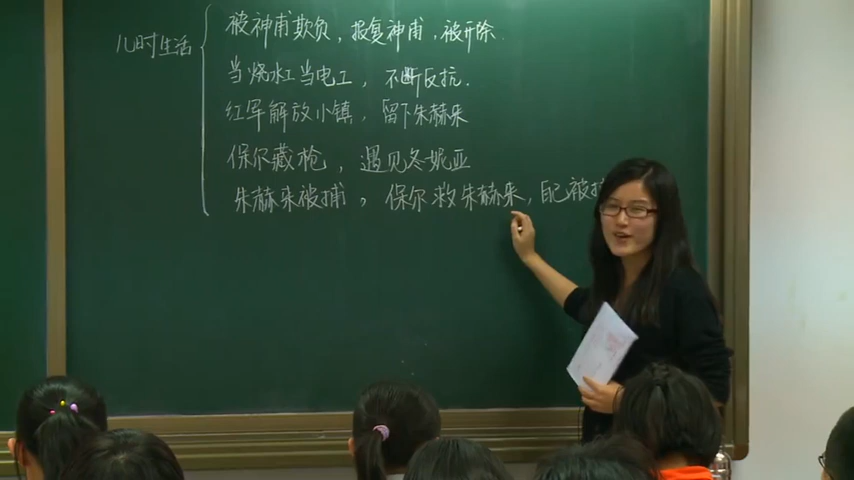 儿时生活
被神甫欺负，报复神甫，被开除.
当烧水工当电工，不断反抗.
红军解放小镇，留下朱赫来
保尔藏枪，遇见冬妮亚
朱赫来被捕，保尔救朱赫来，自己被捕